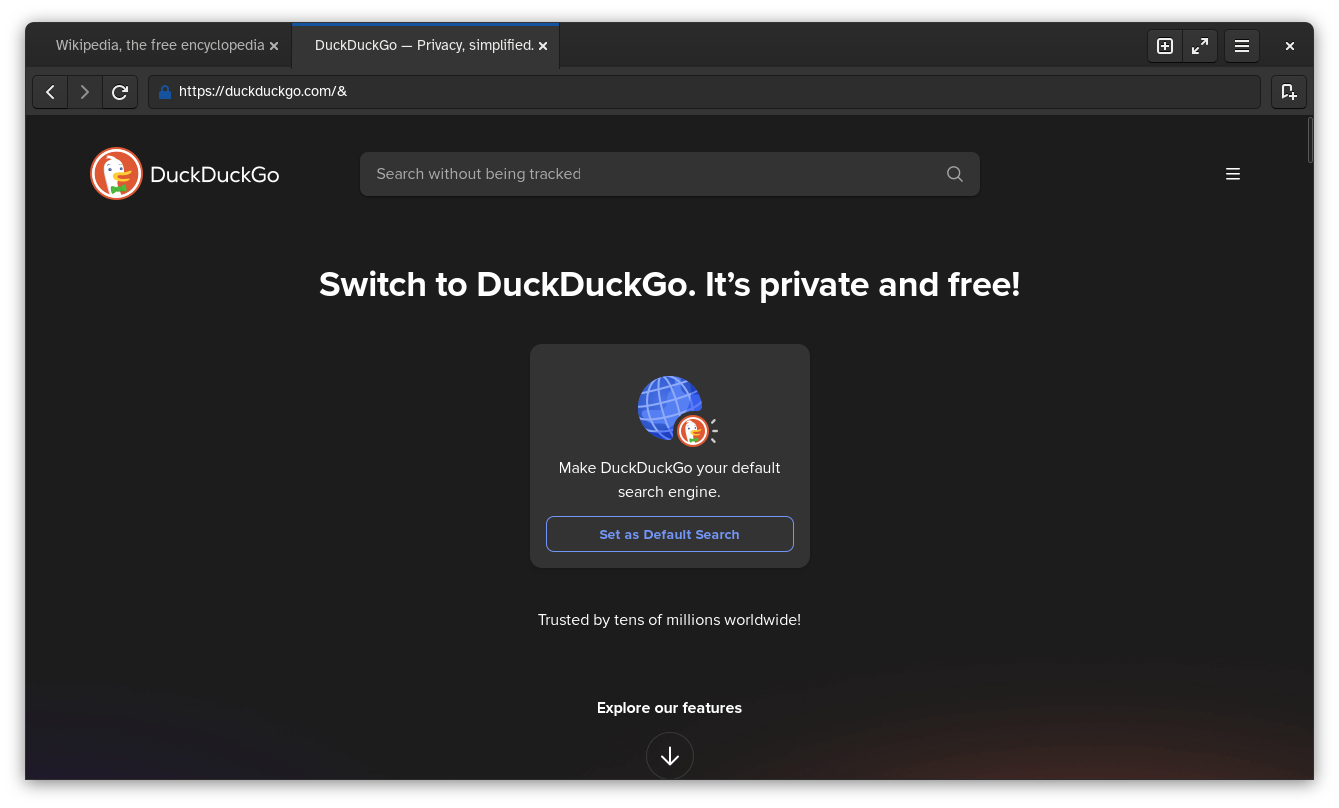 Wikipedia, the free encyclopedia
DuckDuckGo — Privacy, simplified.
https://duckduckgo.com/&
DuckDuckGo
Search without being tracked
Switch to DuckDuckGo. It’s private and free!
Make DuckDuckGo your default
search engine.
Set as Default Search
Trusted by tens of millions worldwide!
Explore our features